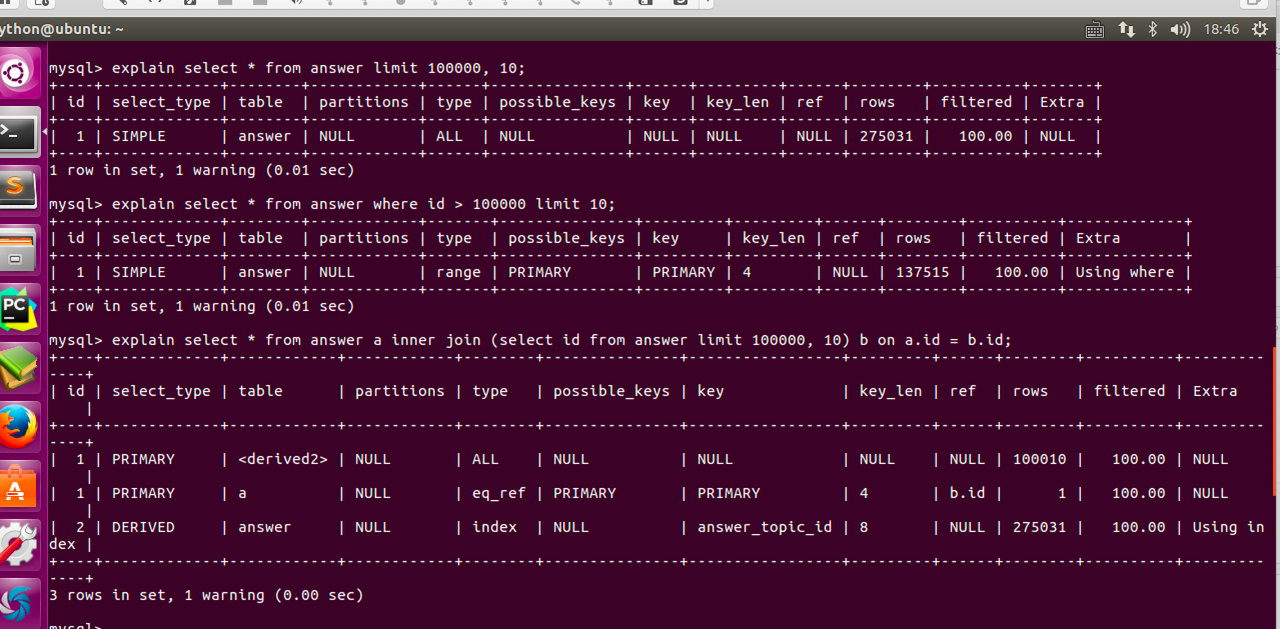 ython@ubuntu: ~ 18:46
mysql> explain select * from answer limit 100000, 10;
+----+-------------+--------+------------+------+---------------+------+---------+------+--------+----------+-------+
| id | select_type | table  | partitions | type | possible_keys | key  | key_len | ref  | rows   | filtered | Extra |
+----+-------------+--------+------------+------+---------------+------+---------+------+--------+----------+-------+
|  1 | SIMPLE      | answer | NULL       | ALL  | NULL          | NULL | NULL    | NULL | 275031 |   100.00 | NULL  |
+----+-------------+--------+------------+------+---------------+------+---------+------+--------+----------+-------+
1 row in set, 1 warning (0.01 sec)
mysql> explain select * from answer where id > 100000 limit 10;
+----+-------------+--------+------------+-------+---------------+---------+---------+------+--------+----------+-------------+
| id | select_type | table  | partitions | type  | possible_keys | key     | key_len | ref  | rows   | filtered | Extra       |
+----+-------------+--------+------------+-------+---------------+---------+---------+------+--------+----------+-------------+
|  1 | SIMPLE      | answer | NULL       | range | PRIMARY       | PRIMARY | 4       | NULL | 137515 |   100.00 | Using where |
+----+-------------+--------+------------+-------+---------------+---------+---------+------+--------+----------+-------------+
1 row in set, 1 warning (0.01 sec)
mysql> explain select * from answer a inner join (select id from answer limit 100000, 10) b on a.id = b.id;
+----+-------------+------------+------------+--------+---------------+-----------------+---------+------+--------+----------+---------
----+
| id | select_type | table      | partitions | type   | possible_keys | key             | key_len | ref  | rows   | filtered | Extra
    |
+----+-------------+------------+------------+--------+---------------+-----------------+---------+------+--------+----------+---------
----+
|  1 | PRIMARY     | <derived2> | NULL       | ALL    | NULL          | NULL            | NULL    | NULL | 100010 |   100.00 | NULL
    |
|  1 | PRIMARY     | a          | NULL       | eq_ref | PRIMARY       | PRIMARY         | 4       | b.id |      1 |   100.00 | NULL
    |
|  2 | DERIVED     | answer     | NULL       | index  | NULL          | answer_topic_id | 8       | NULL | 275031 |   100.00 | Using in
dex |
+----+-------------+------------+------------+--------+---------------+-----------------+---------+------+--------+----------+---------
----+
3 rows in set, 1 warning (0.00 sec)
mysql>
PC